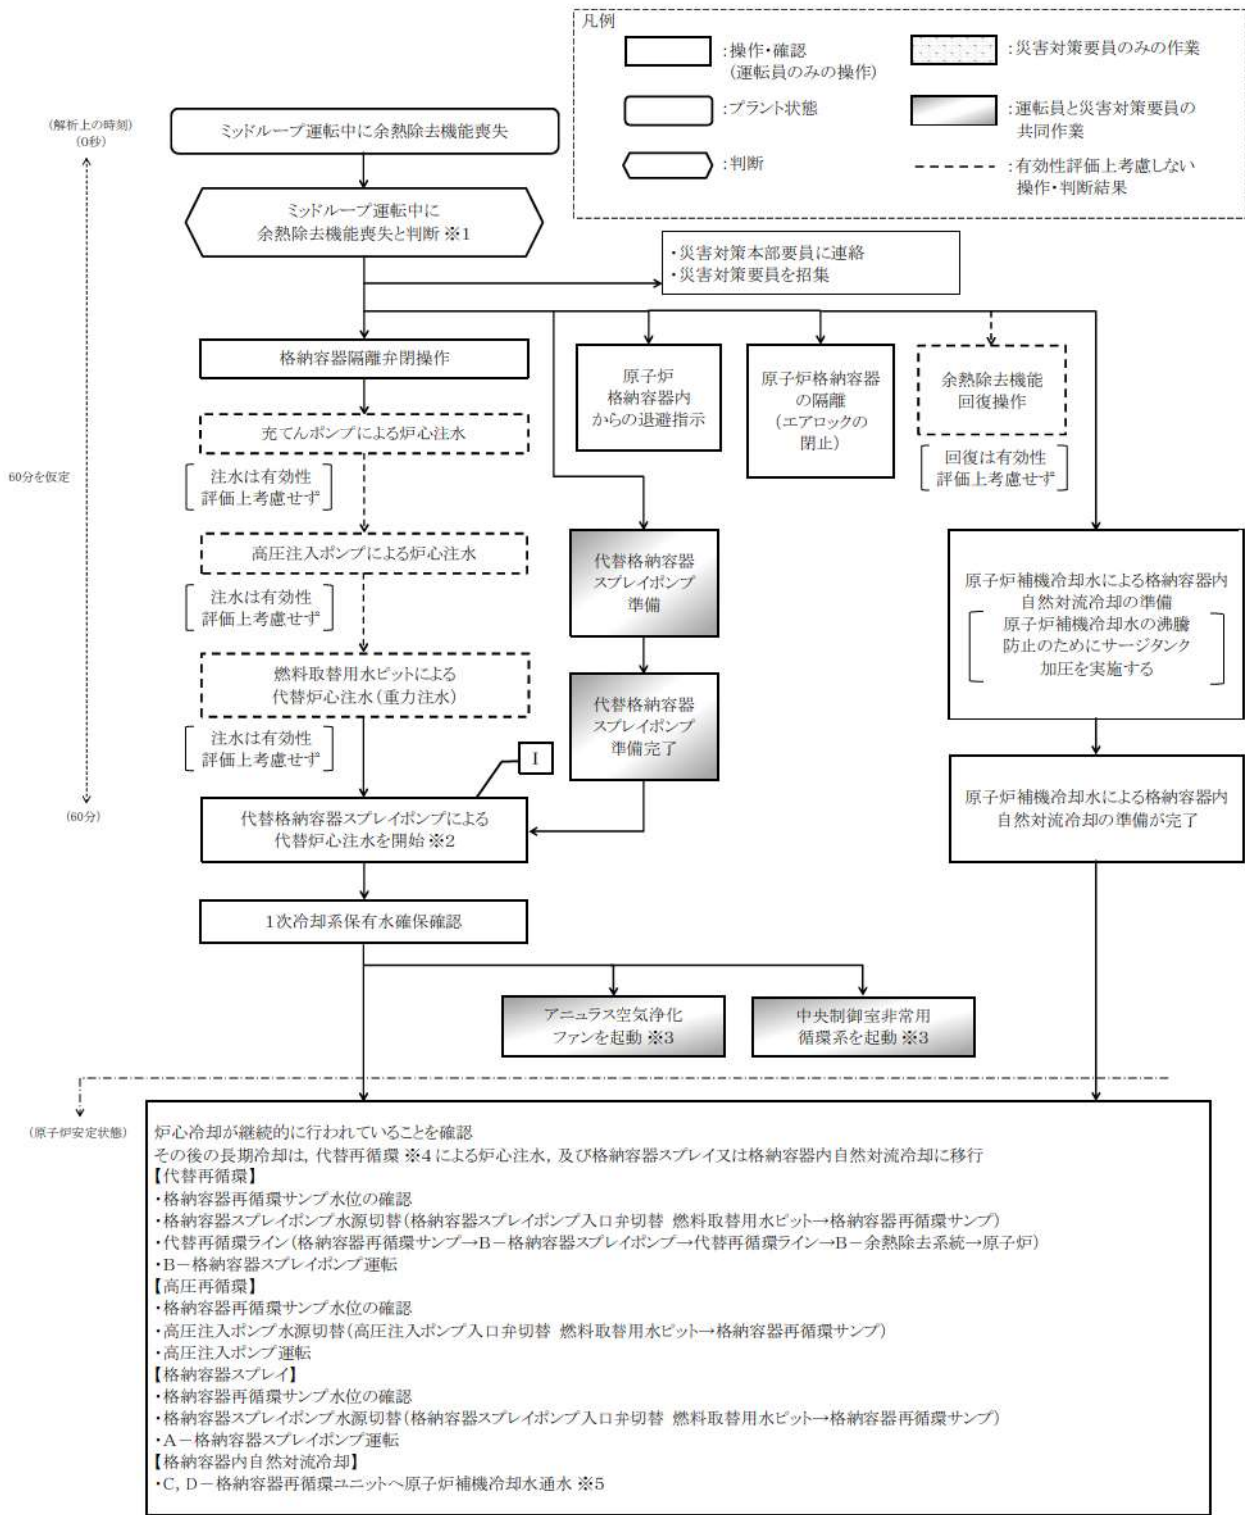 凡例
:操作・確認
(運転員のみの操作)
:プラント状態
:判断
:災害対策要員のみの作業
:運転員と災害対策要員の
共同作業
:有効性評価上考慮しない
操作・判断結果
(解析上の時刻)
(0秒)
60分を仮定
(60分)
(原子炉安定状態)
ミッドループ運転中に余熱除去機能喪失
ミッドループ運転中に
余熱除去機能喪失と判断 ※1
・災害対策本部要員に連絡
・災害対策要員を招集
格納容器隔離弁閉操作
充てんポンプによる炉心注水
注水は有効性
評価上考慮せず
高圧注入ポンプによる炉心注水
注水は有効性
評価上考慮せず
燃料取替用水ピットによる
代替炉心注水(重力注水)
注水は有効性
評価上考慮せず
原子炉
格納容器内
からの退避指示
原子炉格納容器
の隔離
(エアロックの
閉止)
余熱除去機能
回復操作
回復は有効性
評価上考慮せず
代替格納容器
スプレイポンプ
準備
代替格納容器
スプレイポンプ
準備完了
原子炉補機冷却水による格納容器内
自然対流冷却の準備
原子炉補機冷却水の沸騰
防止のためにサージタンク
加圧を実施する
原子炉補機冷却水による格納容器内
自然対流冷却の準備が完了
I
代替格納容器スプレイポンプによる
代替炉心注水を開始 ※2
1次冷却系保有水確保確認
アニュラス空気浄化
ファンを起動 ※3
中央制御室非常用
循環系を起動 ※3
炉心冷却が継続的に行われていることを確認
その後の長期冷却は, 代替再循環 ※4 による炉心注水, 及び格納容器スプレイ又は格納容器内自然対流冷却に移行
【代替再循環】
・格納容器再循環サンプ水位の確認
・格納容器スプレイポンプ水源切替(格納容器スプレイポンプ入口弁切替 燃料取替用水ピット→格納容器再循環サンプ)
・代替再循環ライン(格納容器再循環サンプ→B-格納容器スプレイポンプ→代替再循環ライン→B-余熱除去系統→原子炉)
・B-格納容器スプレイポンプ運転
【高圧再循環】
・格納容器再循環サンプ水位の確認
・高圧注入ポンプ水源切替(高圧注入ポンプ入口弁切替 燃料取替用水ピット→格納容器再循環サンプ)
・高圧注入ポンプ運転
【格納容器スプレイ】
・格納容器再循環サンプ水位の確認
・格納容器スプレイポンプ水源切替(格納容器スプレイポンプ入口弁切替 燃料取替用水ピット→格納容器再循環サンプ)
・A-格納容器スプレイポンプ運転
【格納容器内自然対流冷却】
・C, D-格納容器再循環ユニットへ原子炉補機冷却水通水 ※5